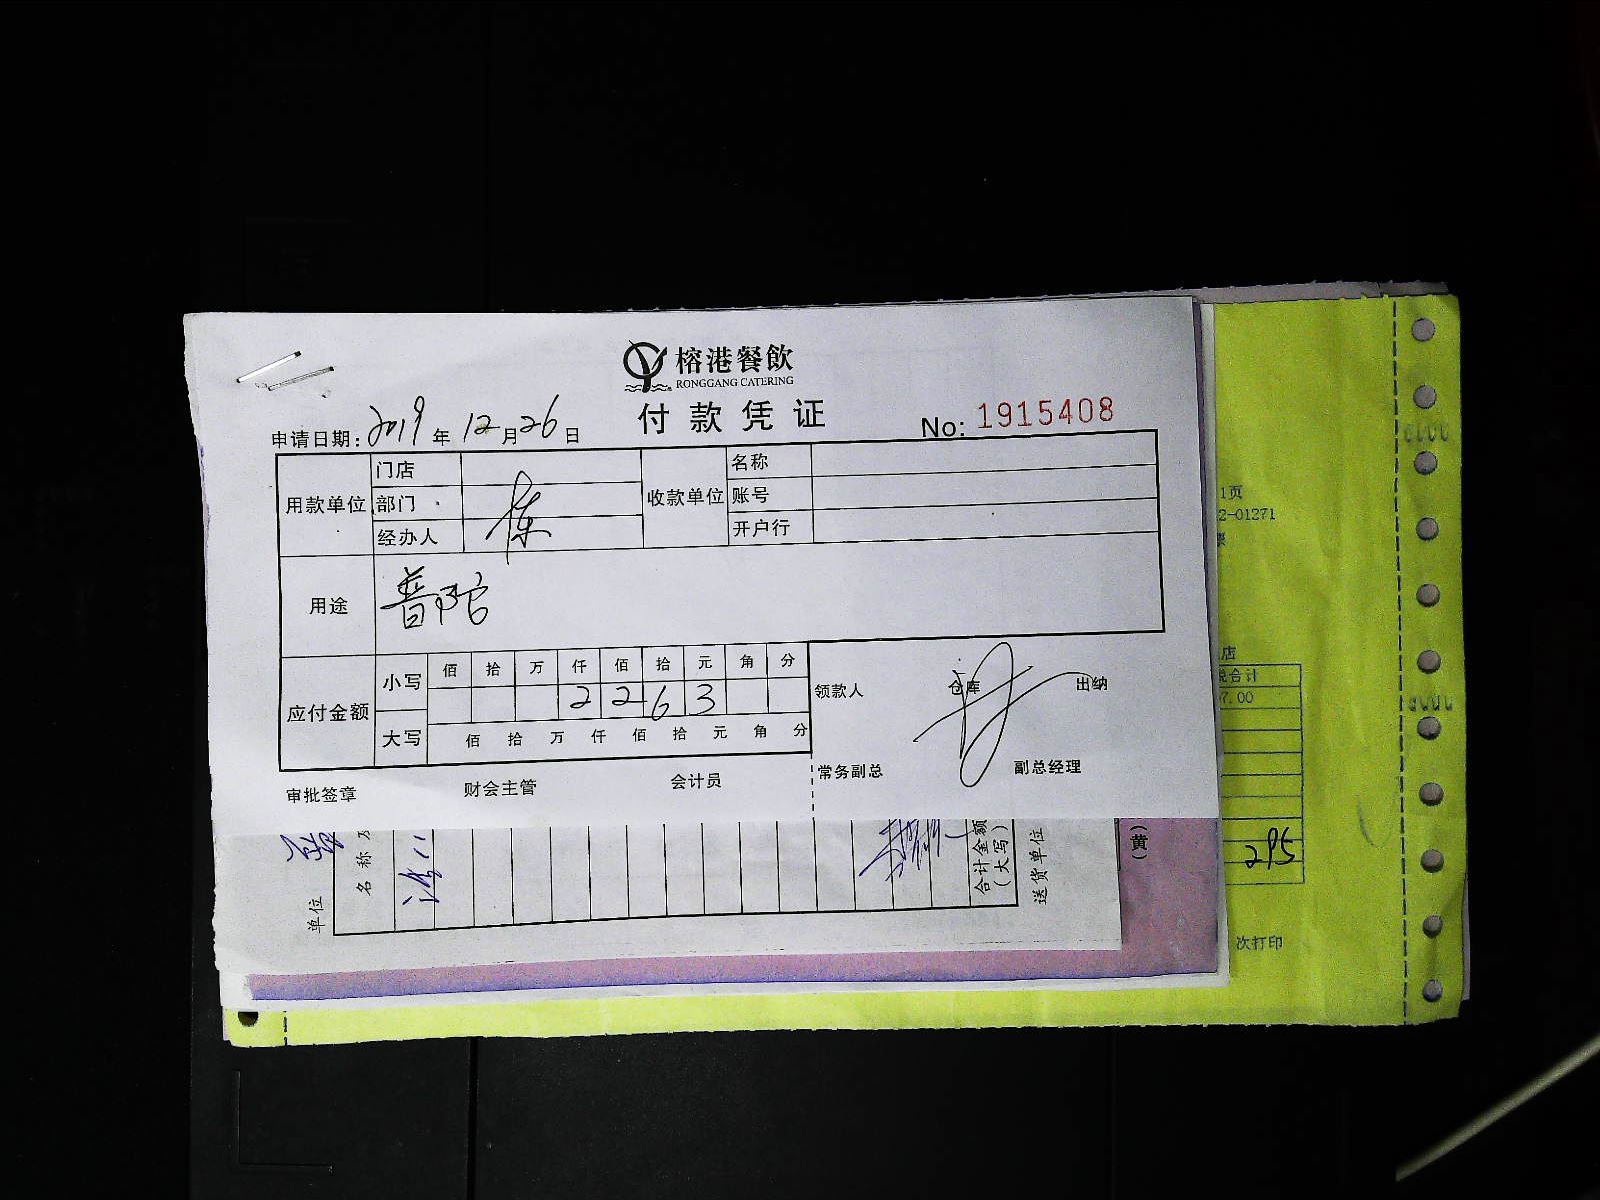 榕港餐飲
RONGGANG CATERING
付款凭证
No: 1915408
申请日期: 2019 年 12 月 26 日
用款单位 门店 收款单位 名称
部门 账号
经办人 开户行
用途 普陀
应付金额 小写 佰 拾 万 仟 佰 拾 元 角 分
2 2 6 3
大写 佰 拾 万 仟 佰 拾 元 角 分
领款人 仓库 出纳
审批签章 财会主管 会计员 常务副总 副总经理
单位
名称
合计金额
(大写)
送货单位
(黄)
1页
2-01271
店
税合计
7.00
295
次打印